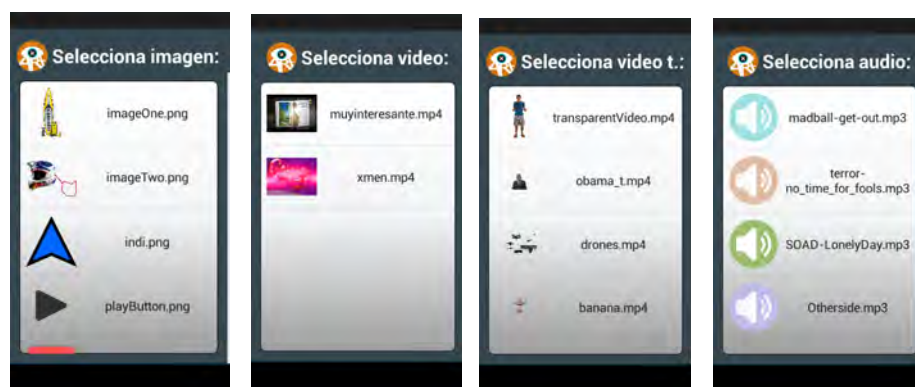 Selecciona imagen:
imageOne.png
imageTwo.png
indi.png
playButton.png
Selecciona video:
muyinteresante.mp4
xmen.mp4
Selecciona video t.:
transparentVideo.mp4
obama_t.mp4
drones.mp4
banana.mp4
Selecciona audio:
madball-get-out.mp3
terror-
no_time_for_fools.mp3
SOAD-LonelyDay.mp3
Otherside.mp3